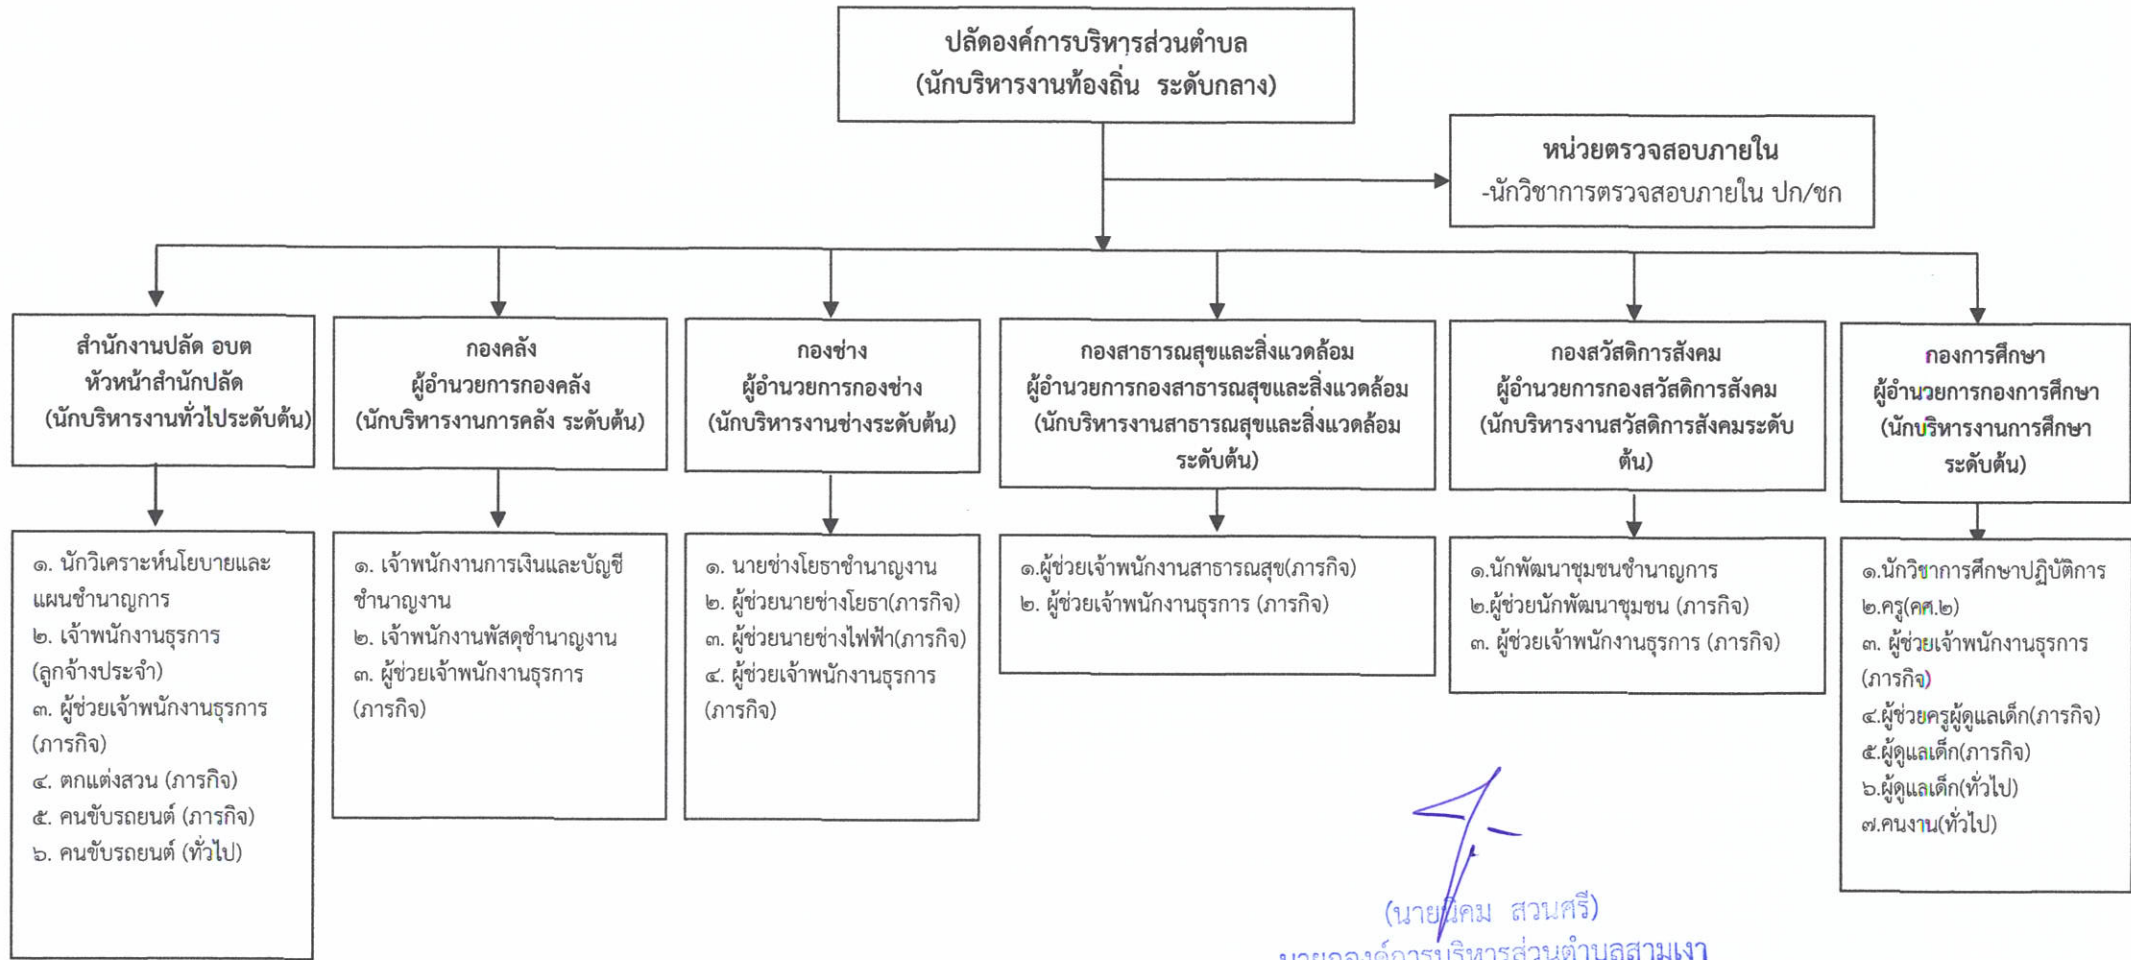 ปลัดองค์การบริหารส่วนตำบล
(นักบริหารงานท้องถิ่น ระดับกลาง)
หน่วยตรวจสอบภายใน
-นักวิชาการตรวจสอบภายใน ปก/ชก
สำนักงานปลัด อบต
หัวหน้าสำนักปลัด
(นักบริหารงานทั่วไประดับต้น)
กองคลัง
ผู้อำนวยการกองคลัง
(นักบริหารงานการคลัง ระดับต้น)
กองช่าง
ผู้อำนวยการกองช่าง
(นักบริหารงานช่างระดับต้น)
กองสาธารณสุขและสิ่งแวดล้อม
ผู้อำนวยการกองสาธารณสุขและสิ่งแวดล้อม
(นักบริหารงานสาธารณสุขและสิ่งแวดล้อม
ระดับต้น)
กองสวัสดิการสังคม
ผู้อำนวยการกองสวัสดิการสังคม
(นักบริหารงานสวัสดิการสังคมระดับ
ต้น)
กองการศึกษา
ผู้อำนวยการกองการศึกษา
(นักบริหารงานการศึกษา
ระดับต้น)
๑. นักวิเคราะห์นโยบายและ
แผนชำนาญการ
๒. เจ้าพนักงานธุรการ
(ลูกจ้างประจำ)
๓. ผู้ช่วยเจ้าพนักงานธุรการ
(ภารกิจ)
๔. ตกแต่งสวน (ภารกิจ)
๕. คนขับรถยนต์ (ภารกิจ)
๖. คนขับรถยนต์ (ทั่วไป)
๑. เจ้าพนักงานการเงินและบัญชี
ชำนาญงาน
๒. เจ้าพนักงานพัสดุชำนาญงาน
๓. ผู้ช่วยเจ้าพนักงานธุรการ
(ภารกิจ)
๑. นายช่างโยธาชำนาญงาน
๒. ผู้ช่วยนายช่างโยธา(ภารกิจ)
๓. ผู้ช่วยนายช่างไฟฟ้า(ภารกิจ)
๔. ผู้ช่วยเจ้าพนักงานธุรการ
(ภารกิจ)
๑.ผู้ช่วยเจ้าพนักงานสาธารณสุข(ภารกิจ)
๒. ผู้ช่วยเจ้าพนักงานธุรการ (ภารกิจ)
๑.นักพัฒนาชุมชนชำนาญการ
๒.ผู้ช่วยนักพัฒนาชุมชน (ภารกิจ)
๓. ผู้ช่วยเจ้าพนักงานธุรการ (ภารกิจ)
๑.นักวิชาการศึกษาปฏิบัติการ
๒.ครู(คศ.๒)
๓. ผู้ช่วยเจ้าพนักงานธุรการ
(ภารกิจ)
๔.ผู้ช่วยครูผู้ดูแลเด็ก(ภารกิจ)
๕.ผู้ดูแลเด็ก(ภารกิจ)
๖.ผู้ดูแลเด็ก(ทั่วไป)
๗.คนงาน(ทั่วไป)
(นายนิคม สวนศรี)
นายกองค์การบริหารส่วนตำบลสามเงา